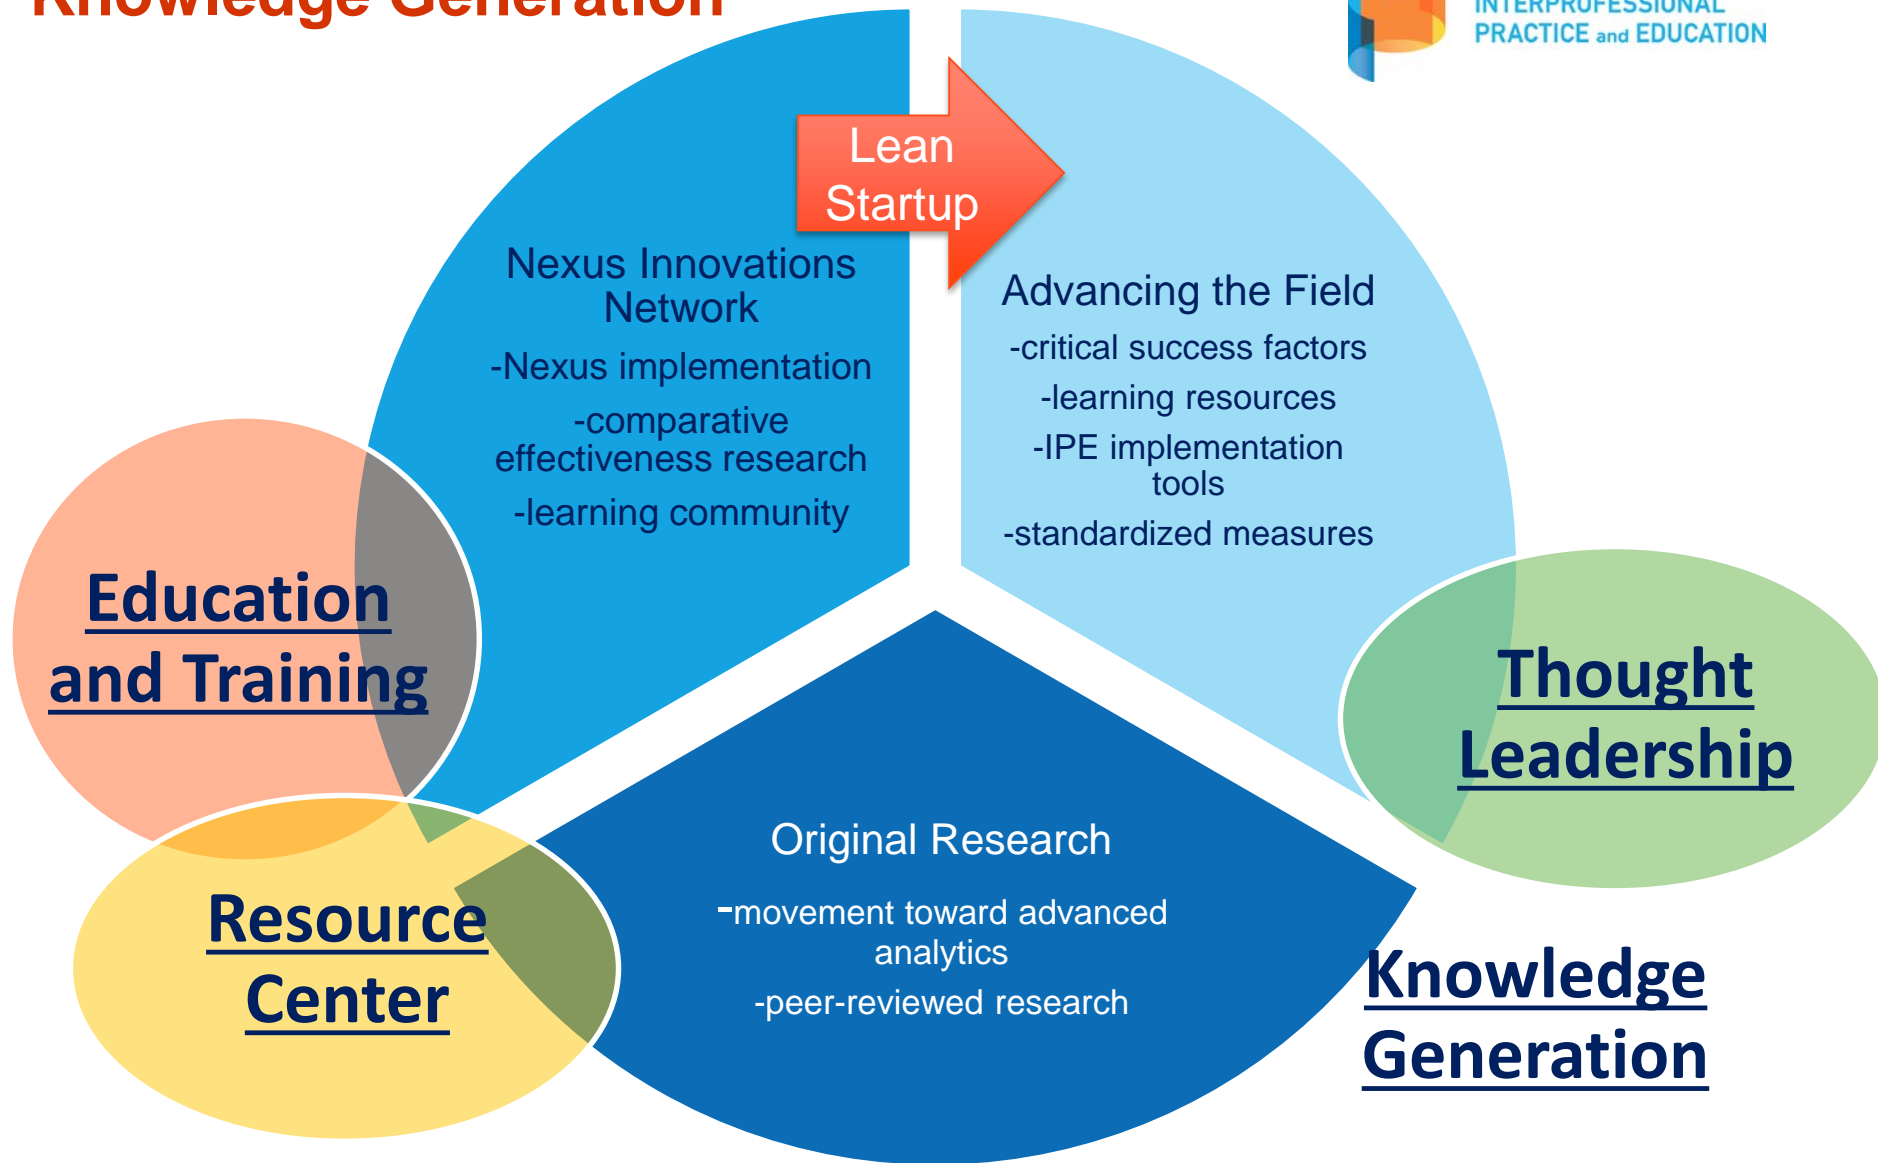 Knowledge Generation
INTERPROFESSIONAL
PRACTICE and EDUCATION
Lean
Startup
Nexus Innovations
Network
-Nexus implementation
-comparative
effectiveness research
-learning community
Advancing the Field
-critical success factors
-learning resources
-IPE implementation
tools
-standardized measures
Education
and Training
Thought
Leadership
Original Research
-movement toward advanced
analytics
-peer-reviewed research
Resource
Center
Knowledge
Generation